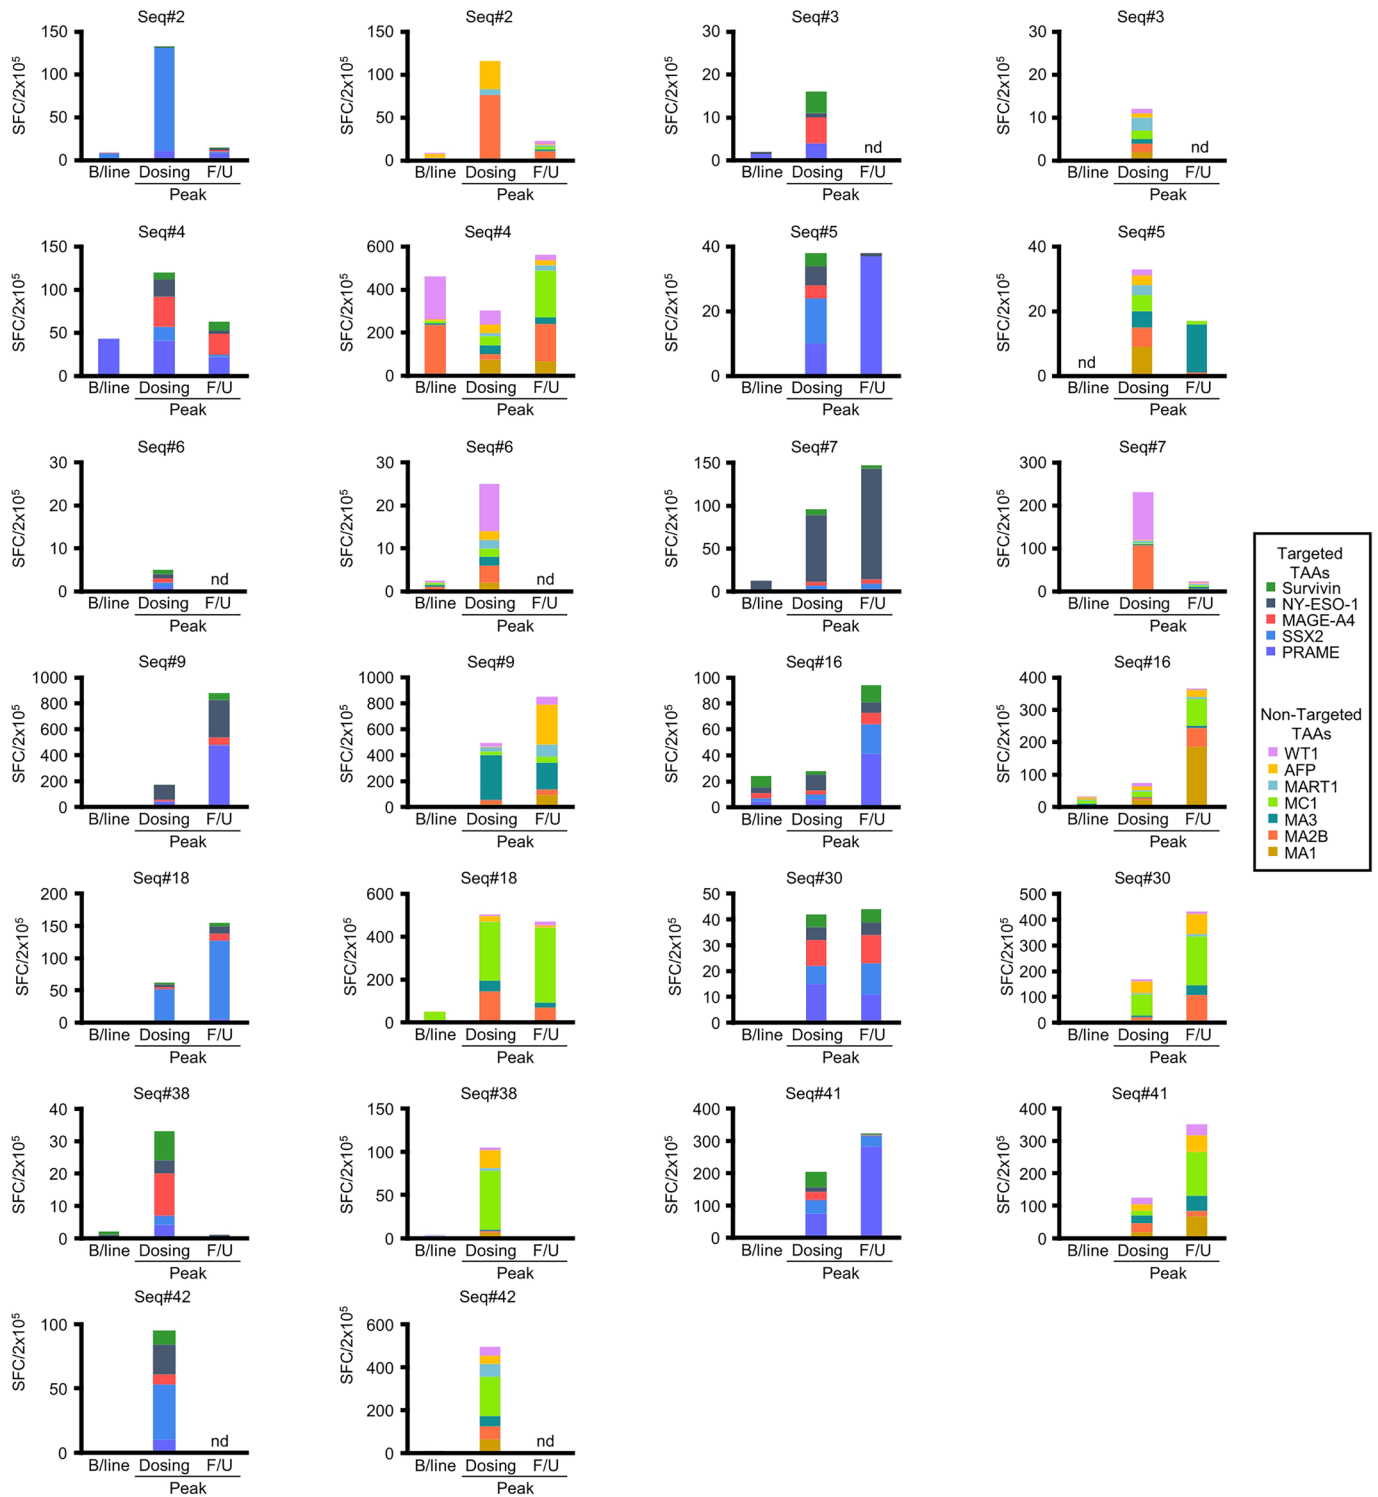 Seq#2
150
100
50
0
SFC/2x10⁵
B/line Dosing F/U
Peak
Seq#2
150
100
50
0
SFC/2x10⁵
B/line Dosing F/U
Peak
Seq#3
30
20
10
0
SFC/2x10⁵
nd
B/line Dosing F/U
Peak
Seq#3
30
20
10
0
SFC/2x10⁵
nd
B/line Dosing F/U
Peak
Seq#4
150
100
50
0
SFC/2x10⁵
B/line Dosing F/U
Peak
Seq#4
600
400
200
0
SFC/2x10⁵
B/line Dosing F/U
Peak
Seq#5
40
20
0
SFC/2x10⁵
B/line Dosing F/U
Peak
Seq#5
40
20
0
SFC/2x10⁵
nd
B/line Dosing F/U
Peak
Seq#6
30
20
10
0
SFC/2x10⁵
nd
B/line Dosing F/U
Peak
Seq#6
30
20
10
0
SFC/2x10⁵
nd
B/line Dosing F/U
Peak
Seq#7
150
100
50
0
SFC/2x10⁵
B/line Dosing F/U
Peak
Seq#7
300
200
100
0
SFC/2x10⁵
B/line Dosing F/U
Peak
Targeted
TAAs
Survivin
NY-ESO-1
MAGE-A4
SSX2
PRAME
Non-Targeted
TAAs
WT1
AFP
MART1
MC1
MA3
MA2B
MA1
Seq#9
1000
800
600
400
200
0
SFC/2x10⁵
B/line Dosing F/U
Peak
Seq#9
1000
800
600
400
200
0
SFC/2x10⁵
B/line Dosing F/U
Peak
Seq#16
100
80
60
40
20
0
SFC/2x10⁵
B/line Dosing F/U
Peak
Seq#16
400
300
200
100
0
SFC/2x10⁵
B/line Dosing F/U
Peak
Seq#18
200
150
100
50
0
SFC/2x10⁵
B/line Dosing F/U
Peak
Seq#18
600
400
200
0
SFC/2x10⁵
B/line Dosing F/U
Peak
Seq#30
50
40
30
20
10
0
SFC/2x10⁵
B/line Dosing F/U
Peak
Seq#30
500
400
300
200
100
0
SFC/2x10⁵
B/line Dosing F/U
Peak
Seq#38
40
30
20
10
0
SFC/2x10⁵
B/line Dosing F/U
Peak
Seq#38
150
100
50
0
SFC/2x10⁵
B/line Dosing F/U
Peak
Seq#41
400
300
200
100
0
SFC/2x10⁵
B/line Dosing F/U
Peak
Seq#41
400
300
200
100
0
SFC/2x10⁵
B/line Dosing F/U
Peak
Seq#42
100
50
0
SFC/2x10⁵
nd
B/line Dosing F/U
Peak
Seq#42
600
400
200
0
SFC/2x10⁵
nd
B/line Dosing F/U
Peak